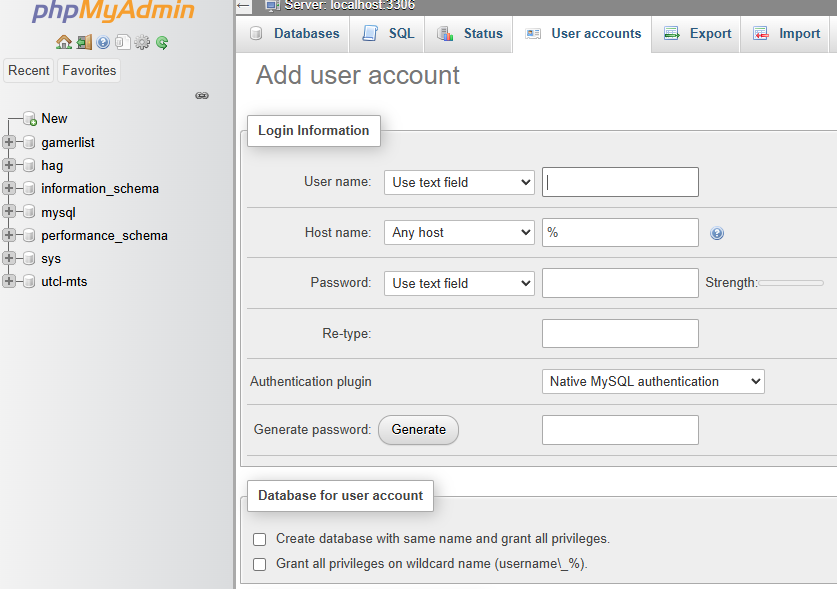 phpMyAdmin
Recent Favorites
New
gamerlist
hag
information_schema
mysql
performance_schema
sys
utcl-mts
Server: localhost:3306
Databases SQL Status User accounts Export Import
Add user account
Login Information
User name: Use text field
Host name: Any host %
Password: Use text field Strength:
Re-type:
Authentication plugin Native MySQL authentication
Generate password: Generate
Database for user account
Create database with same name and grant all privileges.
Grant all privileges on wildcard name (username\_%).